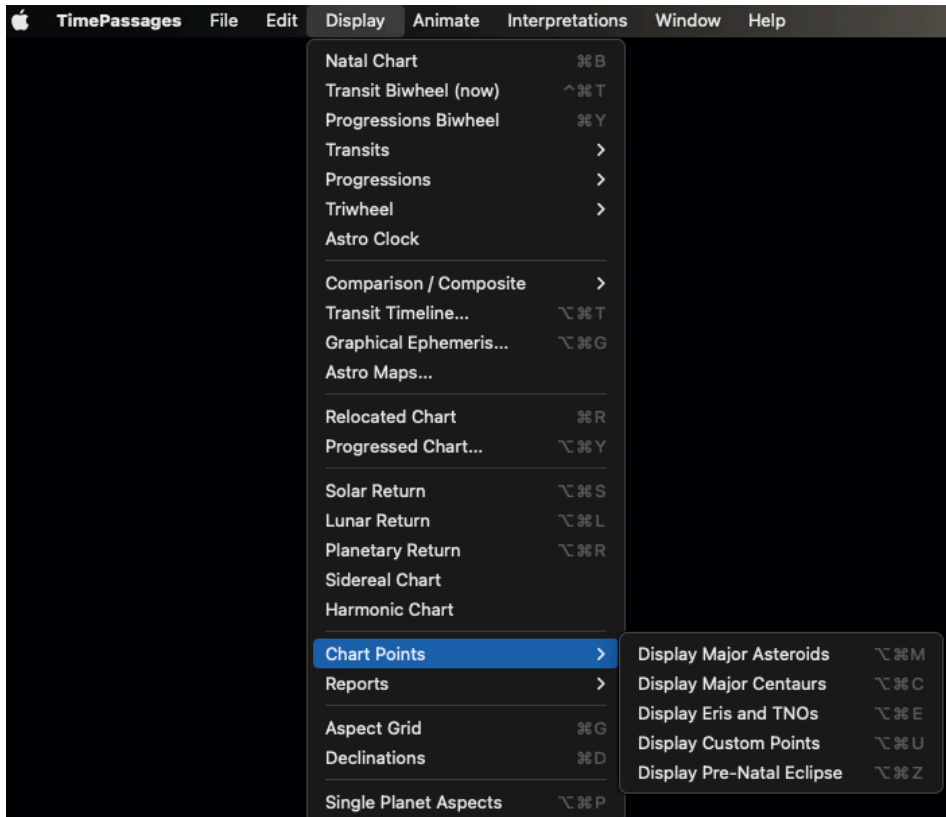 TimePassages File Edit Display Animate Interpretations Window Help
Natal Chart ⌘B
Transit Biwheel (now) ^⌘T
Progressions Biwheel ⌘Y
Transits >
Progressions >
Triwheel >
Astro Clock
Comparison / Composite >
Transit Timeline... ⌥⌘T
Graphical Ephemeris... ⌥⌘G
Astro Maps...
Relocated Chart ⌘R
Progressed Chart... ⌥⌘Y
Solar Return ⌥⌘S
Lunar Return ⌥⌘L
Planetary Return ⌥⌘R
Sidereal Chart
Harmonic Chart
Chart Points >
Reports >
Aspect Grid ⌘G
Declinations ⌘D
Single Planet Aspects ⌥⌘P
Display Major Asteroids ⌥⌘M
Display Major Centaurs ⌥⌘C
Display Eris and TNOs ⌥⌘E
Display Custom Points ⌥⌘U
Display Pre-Natal Eclipse ⌥⌘Z